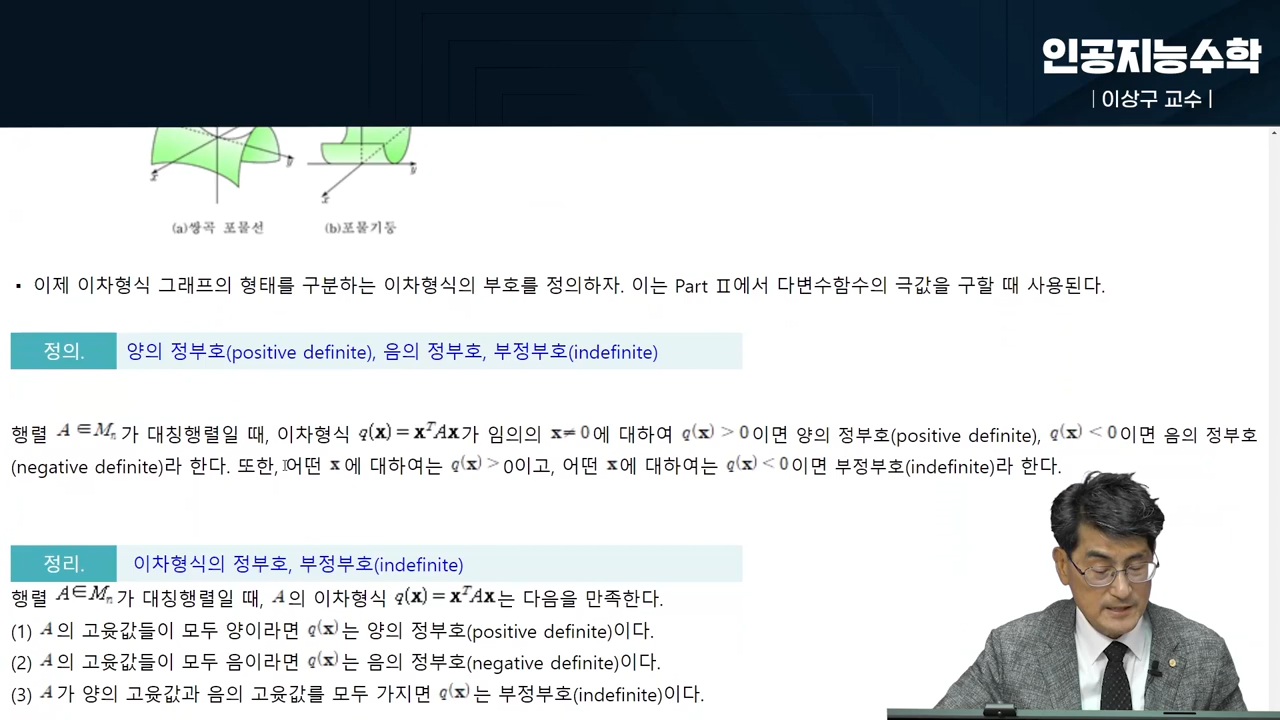 인공지능수학
| 이상구 교수 |
x
y
x
y
(a)쌍곡 포물선
(b)포물기둥
▪ 이제 이차형식 그래프의 형태를 구분하는 이차형식의 부호를 정의하자. 이는 Part Ⅱ에서 다변수함수의 극값을 구할 때 사용된다.
정의. 양의 정부호(positive definite), 음의 정부호, 부정부호(indefinite)
행렬 A∈Mₙ가 대칭행렬일 때, 이차형식 q(x)=xᵀAx가 임의의 x≠0에 대하여 q(x)>0이면 양의 정부호(positive definite), q(x)<0이면 음의 정부호
(negative definite)라 한다. 또한, 어떤 x에 대하여는 q(x)>0이고, 어떤 x에 대하여는 q(x)<0이면 부정부호(indefinite)라 한다.
정리. 이차형식의 정부호, 부정부호(indefinite)
행렬 A∈Mₙ가 대칭행렬일 때, A의 이차형식 q(x)=xᵀAx는 다음을 만족한다.
(1) A의 고윳값들이 모두 양이라면 q(x)는 양의 정부호(positive definite)이다.
(2) A의 고윳값들이 모두 음이라면 q(x)는 음의 정부호(negative definite)이다.
(3) A가 양의 고윳값과 음의 고윳값를 모두 가지면 q(x)는 부정부호(indefinite)이다.